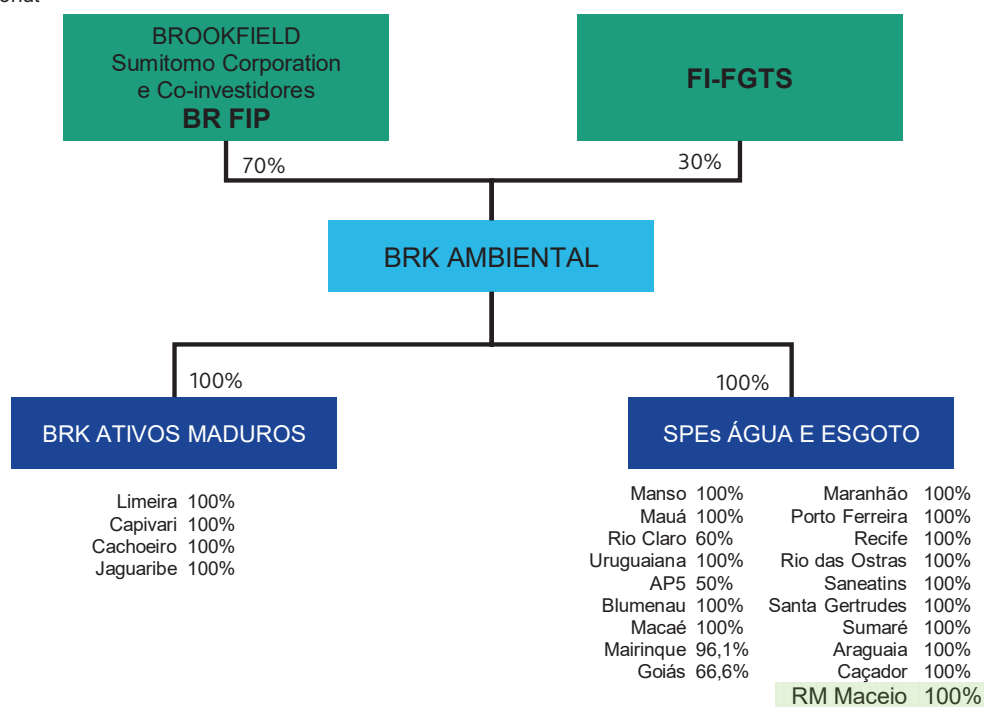 BROOKFIELD
Sumitomo Corporation
e Co-investidores
BR FIP
FI-FGTS
70%
30%
BRK AMBIENTAL
100%
100%
BRK ATIVOS MADUROS
SPEs ÁGUA E ESGOTO
Limeira 100%
Capivari 100%
Cachoeiro 100%
Jaguaribe 100%
Manso 100%
Mauá 100%
Rio Claro 60%
Uruguaiana 100%
AP5 50%
Blumenau 100%
Macaé 100%
Mairinque 96,1%
Goiás 66,6%
Maranhão 100%
Porto Ferreira 100%
Recife 100%
Rio das Ostras 100%
Saneatins 100%
Santa Gertrudes 100%
Sumaré 100%
Araguaia 100%
Caçador 100%
RM Maceio 100%